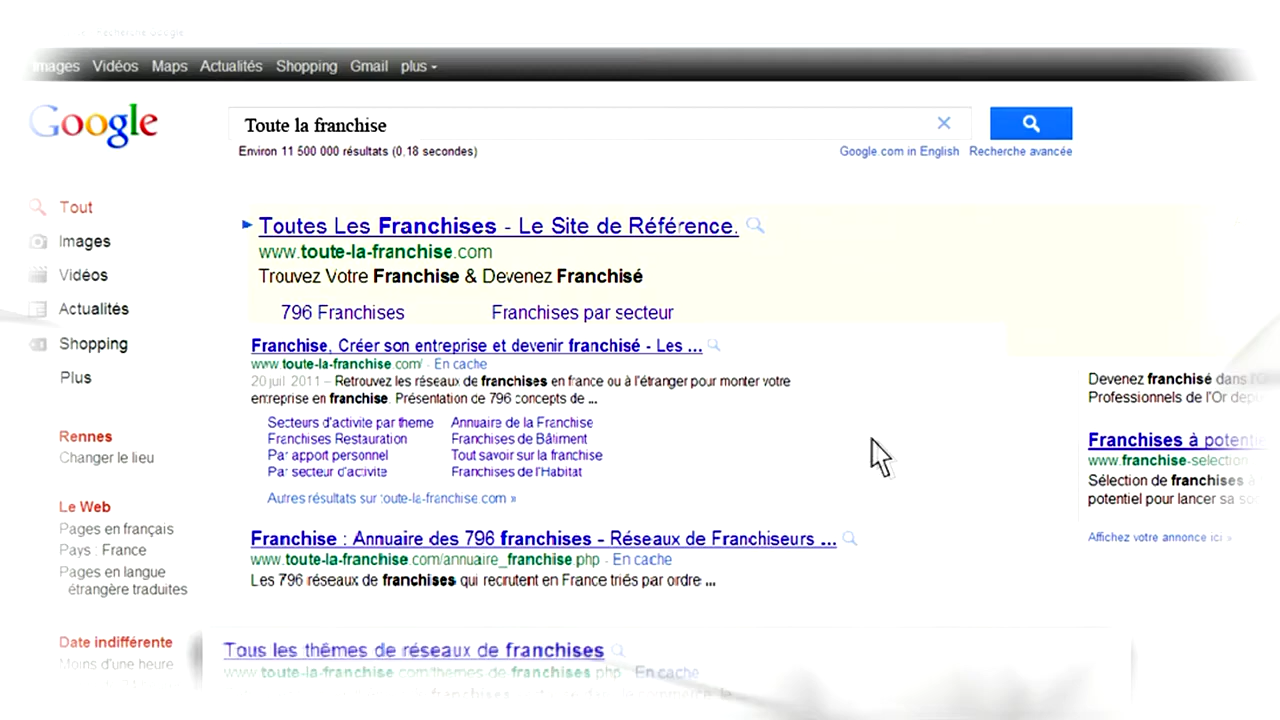 Recherche Google
Images Vidéos Maps Actualités Shopping Gmail plus
Google
Toute la franchise
Environ 11 500 000 résultats (0,18 secondes)
Google.com in English Recherche avancée
Tout
Images
Vidéos
Actualités
Shopping
Plus
Rennes
Changer le lieu
Le Web
Pages en français
Pays : France
Pages en langue
étrangère traduites
Date indifférente
Moins d'une heure
Toutes Les Franchises - Le Site de Référence.
www.toute-la-franchise.com
Trouvez Votre Franchise & Devenez Franchisé
796 Franchises Franchises par secteur
Franchise, Créer son entreprise et devenir franchisé - Les ...
www.toute-la-franchise.com/ - En cache
20 juil. 2011 – Retrouvez les réseaux de franchises en france ou à l'étranger pour monter votre
entreprise en franchise. Présentation de 796 concepts de ...
Secteurs d'activite par theme Annuaire de la Franchise
Franchises Restauration Franchises de Bâtiment
Par apport personnel Tout savoir sur la franchise
Par secteur d'activite Franchises de l'Habitat
Autres résultats sur toute-la-franchise.com »
Franchise : Annuaire des 796 franchises - Réseaux de Franchiseurs ...
www.toute-la-franchise.com/annuaire_franchise.php - En cache
Les 796 réseaux de franchises qui recrutent en France triés par ordre ...
Tous les thêmes de réseaux de franchises
www.toute-la-franchise.com/themes-de-franchises.php - En cache
franchises
Devenez franchisé dans l'O
Professionnels de l'Or depu
Franchises à potenti
www.franchise-selection
Sélection de franchises à
potentiel pour lancer sa soc
Affichez votre annonce ici »